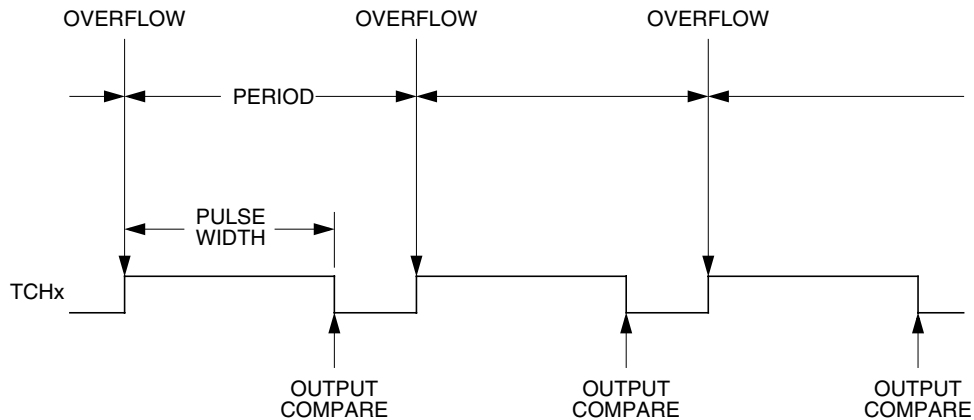 OVERFLOW
OVERFLOW
OVERFLOW
PERIOD
PULSE
WIDTH
TCHx
OUTPUT
COMPARE
OUTPUT
COMPARE
OUTPUT
COMPARE